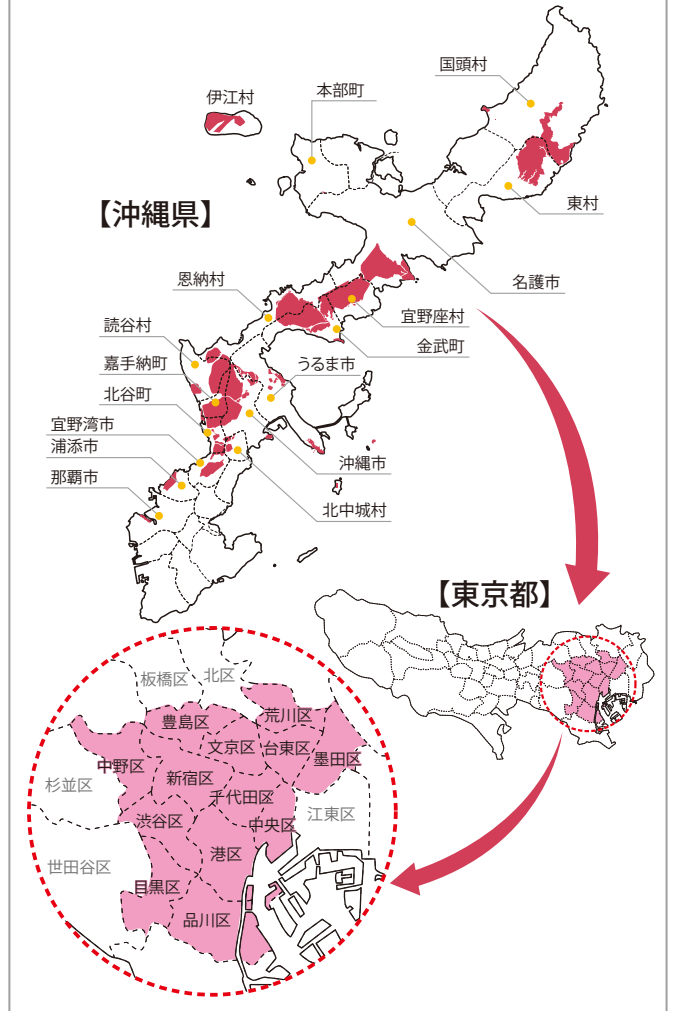 国頭村
本部町
伊江村
東村
【沖縄県】
名護市
恩納村
宜野座村
読谷村
金武町
嘉手納町
うるま市
北谷町
宜野湾市
浦添市
沖縄市
那覇市
北中城村
【東京都】
板橋区
北区
豊島区
荒川区
文京区
台東区
中野区
墨田区
杉並区
新宿区
千代田区
渋谷区
中央区
江東区
港区
世田谷区
目黒区
品川区